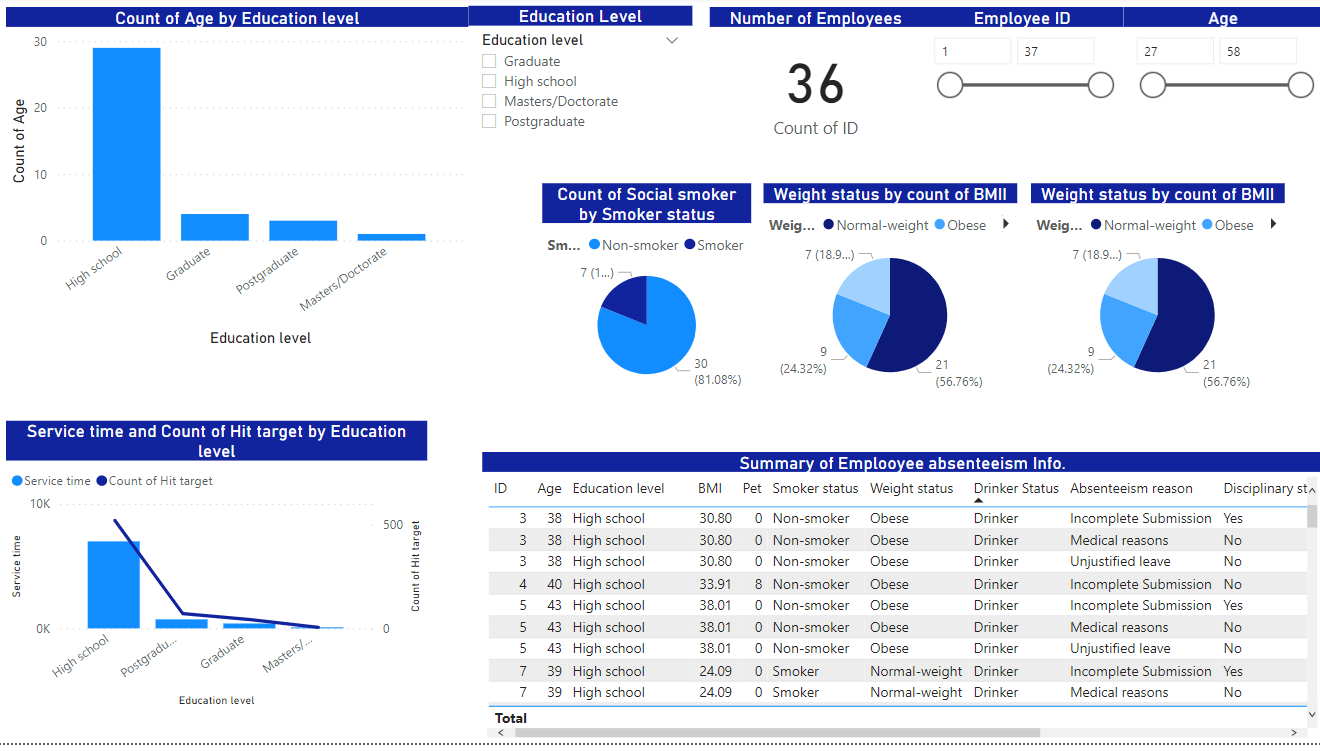 Count of Age by Education level
30
20
10
0
Count of Age
High school
Graduate
Postgraduate
Masters/Doctorate
Education level
Education Level
Education level
Graduate
High school
Masters/Doctorate
Postgraduate
Number of Employees
36
Count of ID
Employee ID
1 37
Age
27 58
Count of Social smoker
by Smoker status
Sm... Non-smoker Smoker
7 (1...)
30
(81.08%)
Weight status by count of BMII
Weig... Normal-weight Obese
7 (18.9...)
9
(24.32%)
21
(56.76%)
Weight status by count of BMII
Weig... Normal-weight Obese
7 (18.9...)
9
(24.32%)
21
(56.76%)
Service time and Count of Hit target by Education
level
Service time Count of Hit target
10K
0K
Service time
500
0
Count of Hit target
High school
Postgradu...
Graduate
Masters/...
Education level
Summary of Emplooyee absenteeism Info.
ID Age Education level BMI Pet Smoker status Weight status Drinker Status Absenteeism reason Disciplinary st
3 38 High school 30.80 0 Non-smoker Obese Drinker Incomplete Submission Yes
3 38 High school 30.80 0 Non-smoker Obese Drinker Medical reasons No
3 38 High school 30.80 0 Non-smoker Obese Drinker Unjustified leave No
4 40 High school 33.91 8 Non-smoker Obese Drinker Incomplete Submission No
5 43 High school 38.01 0 Non-smoker Obese Drinker Incomplete Submission Yes
5 43 High school 38.01 0 Non-smoker Obese Drinker Medical reasons No
5 43 High school 38.01 0 Non-smoker Obese Drinker Unjustified leave No
7 39 High school 24.09 0 Smoker Normal-weight Drinker Incomplete Submission Yes
7 39 High school 24.09 0 Smoker Normal-weight Drinker Medical reasons No
Total